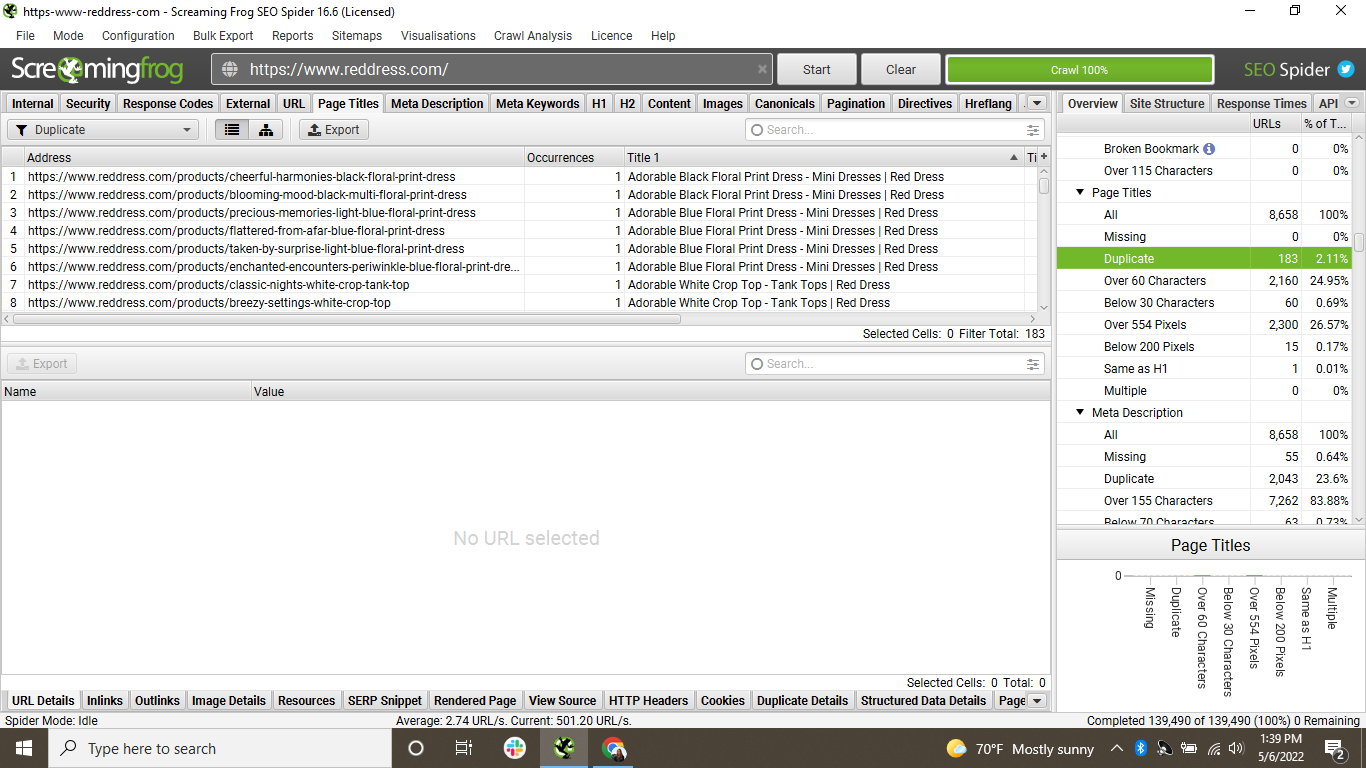 https-www-reddress-com - Screaming Frog SEO Spider 16.6 (Licensed)
File Mode Configuration Bulk Export Reports Sitemaps Visualisations Crawl Analysis Licence Help
Screamingfrog https://www.reddress.com/ Start Clear Crawl 100% SEO Spider
Internal Security Response Codes External URL Page Titles Meta Description Meta Keywords H1 H2 Content Images Canonicals Pagination Directives Hreflang
Overview Site Structure Response Times API
Duplicate Export Search...
URLs % of T...
Address Occurrences Title 1 Ti
1 https://www.reddress.com/products/cheerful-harmonies-black-floral-print-dress 1 Adorable Black Floral Print Dress - Mini Dresses | Red Dress
2 https://www.reddress.com/products/blooming-mood-black-multi-floral-print-dress 1 Adorable Black Floral Print Dress - Mini Dresses | Red Dress
3 https://www.reddress.com/products/precious-memories-light-blue-floral-print-dress 1 Adorable Blue Floral Print Dress - Mini Dresses | Red Dress
4 https://www.reddress.com/products/flattered-from-afar-blue-floral-print-dress 1 Adorable Blue Floral Print Dress - Mini Dresses | Red Dress
5 https://www.reddress.com/products/taken-by-surprise-light-blue-floral-print-dress 1 Adorable Blue Floral Print Dress - Mini Dresses | Red Dress
6 https://www.reddress.com/products/enchanted-encounters-periwinkle-blue-floral-print-dre... 1 Adorable Blue Floral Print Dress - Mini Dresses | Red Dress
7 https://www.reddress.com/products/classic-nights-white-crop-tank-top 1 Adorable White Crop Top - Tank Tops | Red Dress
8 https://www.reddress.com/products/breezy-settings-white-crop-top 1 Adorable White Crop Top - Tank Tops | Red Dress
Selected Cells: 0 Filter Total: 183
Export Search...
Name Value
No URL selected
Selected Cells: 0 Total: 0
Broken Bookmark 0 0%
Over 115 Characters 0 0%
Page Titles
All 8,658 100%
Missing 0 0%
Duplicate 183 2.11%
Over 60 Characters 2,160 24.95%
Below 30 Characters 60 0.69%
Over 554 Pixels 2,300 26.57%
Below 200 Pixels 15 0.17%
Same as H1 1 0.01%
Multiple 0 0%
Meta Description
All 8,658 100%
Missing 55 0.64%
Duplicate 2,043 23.6%
Over 155 Characters 7,262 83.88%
Below 70 Characters 63 0.73%
Page Titles
0
Missing
Duplicate
Over 60 Characters
Below 30 Characters
Over 554 Pixels
Below 200 Pixels
Same as H1
Multiple
URL Details Inlinks Outlinks Image Details Resources SERP Snippet Rendered Page View Source HTTP Headers Cookies Duplicate Details Structured Data Details Page
Spider Mode: Idle Average: 2.74 URL/s. Current: 501.20 URL/s. Completed 139,490 of 139,490 (100%) 0 Remaining
Type here to search 70°F Mostly sunny 1:39 PM
5/6/2022 2